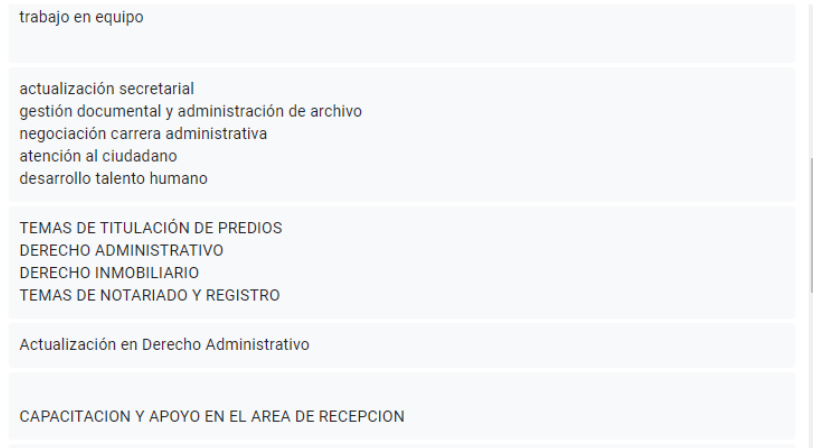 trabajo en equipo
actualización secretarial
gestión documental y administración de archivo
negociación carrera administrativa
atención al ciudadano
desarrollo talento humano
TEMAS DE TITULACIÓN DE PREDIOS
DERECHO ADMINISTRATIVO
DERECHO INMOBILIARIO
TEMAS DE NOTARIADO Y REGISTRO
Actualización en Derecho Administrativo
CAPACITACION Y APOYO EN EL AREA DE RECEPCION